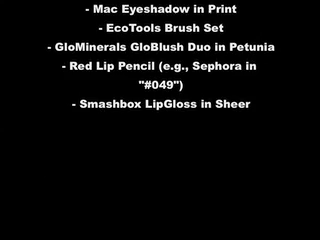 - Mac Eyeshadow in Print
- EcoTools Brush Set
- GloMinerals GloBlush Duo in Petunia
- Red Lip Pencil (e.g., Sephora in
"#049")
- Smashbox LipGloss in Sheer